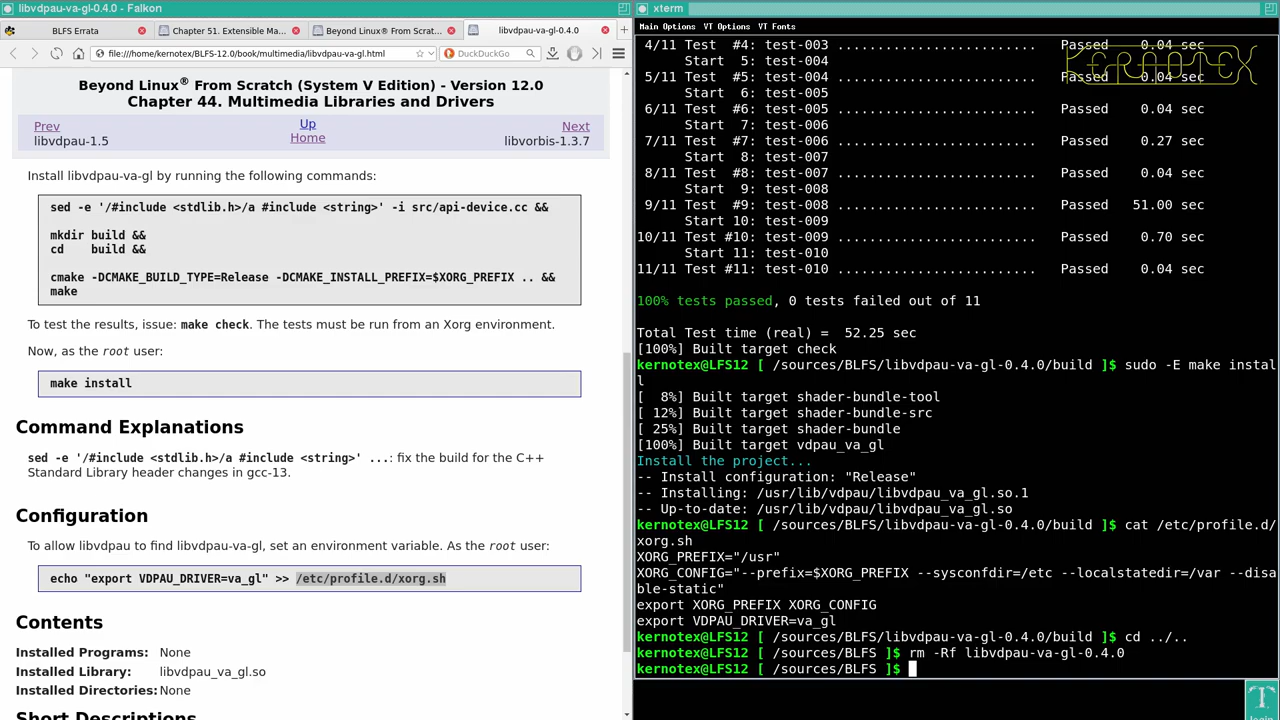 libvdpau-va-gl-0.4.0 - Falkon
BLFS Errata
Chapter 51. Extensible Ma...
Beyond Linux® From Scrat...
libvdpau-va-gl-0.4.0
file:///home/kernotex/BLFS-12.0/book/multimedia/libvdpau-va-gl.html
DuckDuckGo
Beyond Linux® From Scratch (System V Edition) - Version 12.0
Chapter 44. Multimedia Libraries and Drivers
Prev
Up
Next
libvdpau-1.5
Home
libvorbis-1.3.7
Install libvdpau-va-gl by running the following commands:
sed -e '/#include <stdlib.h>/a #include <string>' -i src/api-device.cc &&
mkdir build &&
cd    build &&
cmake -DCMAKE_BUILD_TYPE=Release -DCMAKE_INSTALL_PREFIX=$XORG_PREFIX .. &&
make
To test the results, issue: make check. The tests must be run from an Xorg environment.
Now, as the root user:
make install
Command Explanations
sed -e '/#include <stdlib.h>/a #include <string>' ...: fix the build for the C++
Standard Library header changes in gcc-13.
Configuration
To allow libvdpau to find libvdpau-va-gl, set an environment variable. As the root user:
echo "export VDPAU_DRIVER=va_gl" >> /etc/profile.d/xorg.sh
Contents
Installed Programs: None
Installed Library: libvdpau_va_gl.so
Installed Directories: None
Short Descriptions
xterm
Main Options  VT Options  VT Fonts
KERNOTEX
4/11 Test  #4: test-003 .........................   Passed    0.04 sec
Start  5: test-004
5/11 Test  #5: test-004 .........................   Passed    0.04 sec
Start  6: test-005
6/11 Test  #6: test-005 .........................   Passed    0.04 sec
Start  7: test-006
7/11 Test  #7: test-006 .........................   Passed    0.27 sec
Start  8: test-007
8/11 Test  #8: test-007 .........................   Passed    0.04 sec
Start  9: test-008
9/11 Test  #9: test-008 .........................   Passed   51.00 sec
Start 10: test-009
10/11 Test #10: test-009 .........................   Passed    0.70 sec
Start 11: test-010
11/11 Test #11: test-010 .........................   Passed    0.04 sec
100% tests passed, 0 tests failed out of 11
Total Test time (real) =  52.25 sec
[100%] Built target check
kernotex@LFS12 [ /sources/BLFS/libvdpau-va-gl-0.4.0/build ]$ sudo -E make instal
l
[  8%] Built target shader-bundle-tool
[ 12%] Built target shader-bundle-src
[ 25%] Built target shader-bundle
[100%] Built target vdpau_va_gl
Install the project...
-- Install configuration: "Release"
-- Installing: /usr/lib/vdpau/libvdpau_va_gl.so.1
-- Up-to-date: /usr/lib/vdpau/libvdpau_va_gl.so
kernotex@LFS12 [ /sources/BLFS/libvdpau-va-gl-0.4.0/build ]$ cat /etc/profile.d/
xorg.sh
XORG_PREFIX="/usr"
XORG_CONFIG="--prefix=$XORG_PREFIX --sysconfdir=/etc --localstatedir=/var --disa
ble-static"
export XORG_PREFIX XORG_CONFIG
export VDPAU_DRIVER=va_gl
kernotex@LFS12 [ /sources/BLFS/libvdpau-va-gl-0.4.0/build ]$ cd ../..
kernotex@LFS12 [ /sources/BLFS ]$ rm -Rf libvdpau-va-gl-0.4.0
kernotex@LFS12 [ /sources/BLFS ]$
login